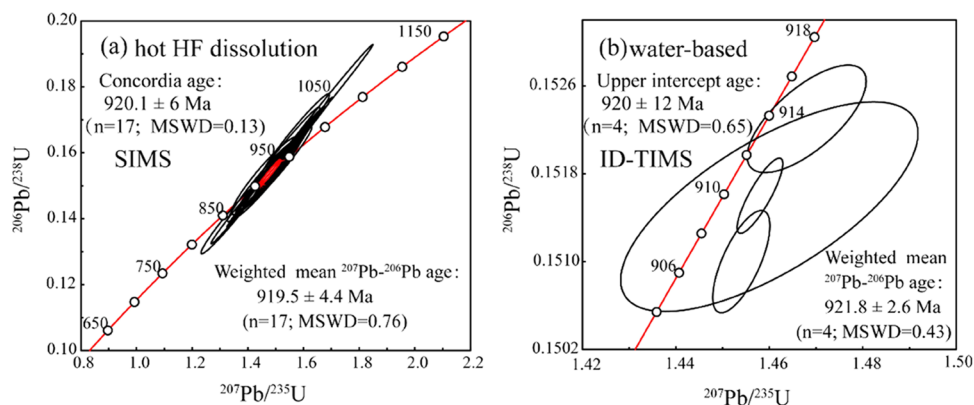 (a) hot HF dissolution
Concordia age:
920.1 ± 6 Ma
(n=17; MSWD=0.13)
SIMS
650
750
850
950
1050
1150
Weighted mean ²⁰⁷Pb-²⁰⁶Pb age:
919.5 ± 4.4 Ma
(n=17; MSWD=0.76)
0.20
0.18
0.16
0.14
0.12
0.10
²⁰⁶Pb/²³⁸U
0.8 1.0 1.2 1.4 1.6 1.8 2.0 2.2
²⁰⁷Pb/²³⁵U
(b) water-based
Upper intercept age:
920 ± 12 Ma
(n=4; MSWD=0.65)
ID-TIMS
918
914
910
906
Weighted mean
²⁰⁷Pb-²⁰⁶Pb age:
921.8 ± 2.6 Ma
(n=4; MSWD=0.43)
0.1526
0.1518
0.1510
0.1502
²⁰⁶Pb/²³⁸U
1.42 1.44 1.46 1.48 1.50
²⁰⁷Pb/²³⁵U